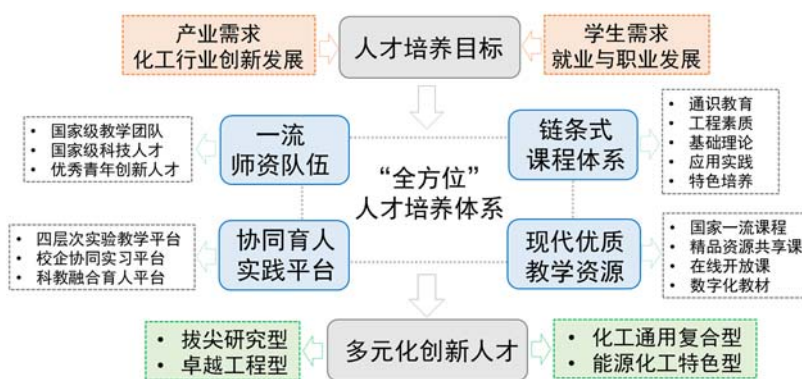 产业需求
化工行业创新发展
人才培养目标
学生需求
就业与职业发展
• 国家级教学团队
• 国家级科技人才
• 优秀青年创新人才
一流
师资队伍
链条式
课程体系
• 通识教育
• 工程素质
• 基础理论
• 应用实践
• 特色培养
“全方位”
人才培养体系
• 四层次实验教学平台
• 校企协同实习平台
• 科教融合育人平台
协同育人
实践平台
现代优质
教学资源
• 国家一流课程
• 精品资源共享课
• 在线开放课
• 数字化教材
• 拔尖研究型
• 卓越工程型
多元化创新人才
• 化工通用复合型
• 能源化工特色型